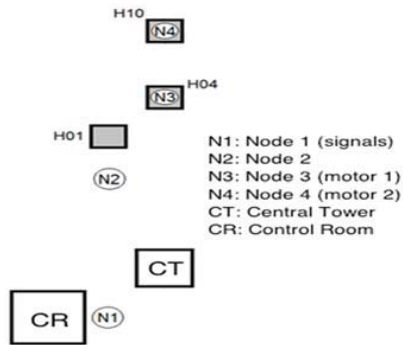 H10
N4
N3
H04
H01
N2
N1: Node 1 (signals)
N2: Node 2
N3: Node 3 (motor 1)
N4: Node 4 (motor 2)
CT: Central Tower
CR: Control Room
CT
CR
N1